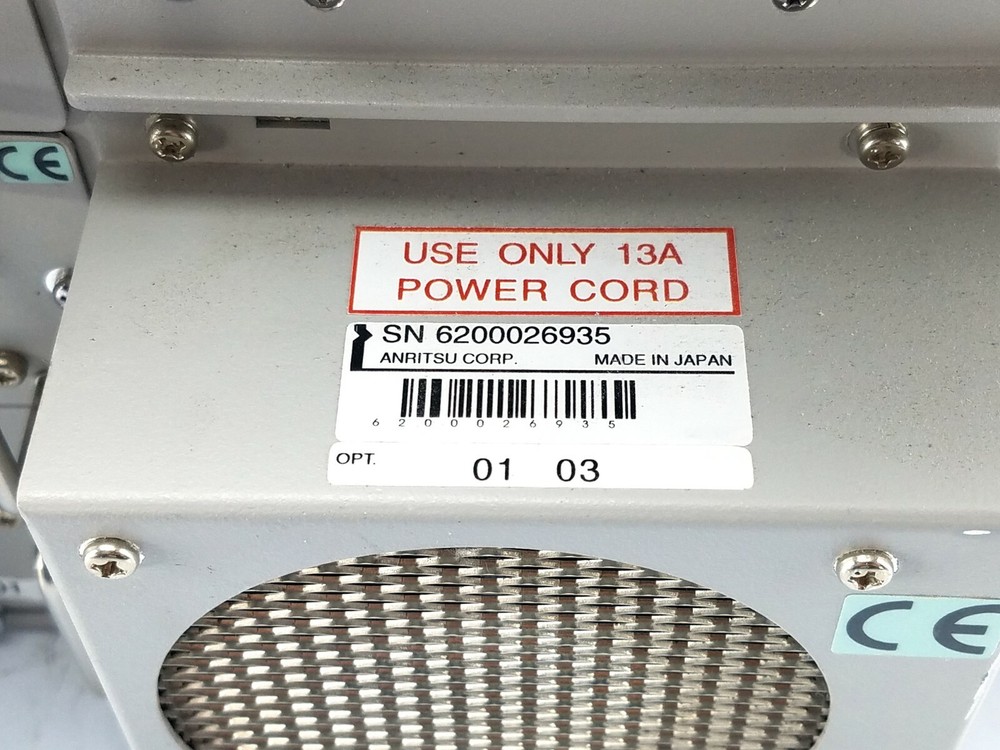 CE
USE ONLY 13A
POWER CORD
SN 6200026935
ANRITSU CORP. MADE IN JAPAN
6200026935
OPT. 01 03
CE